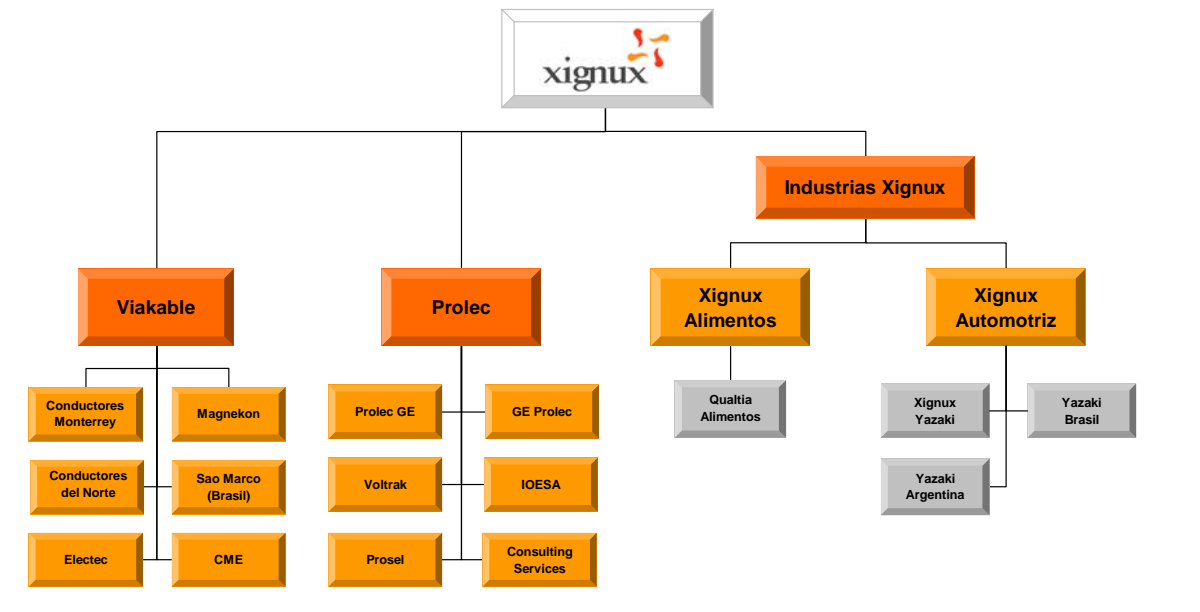 xignux
Industrias Xignux
Viakable
Prolec
Xignux
Alimentos
Xignux
Automotriz
Conductores
Monterrey
Magnekon
Conductores
del Norte
Sao Marco
(Brasil)
Electec
CME
Prolec GE
GE Prolec
Voltrak
IOESA
Prosel
Consulting
Services
Qualtia
Alimentos
Xignux
Yazaki
Yazaki
Brasil
Yazaki
Argentina